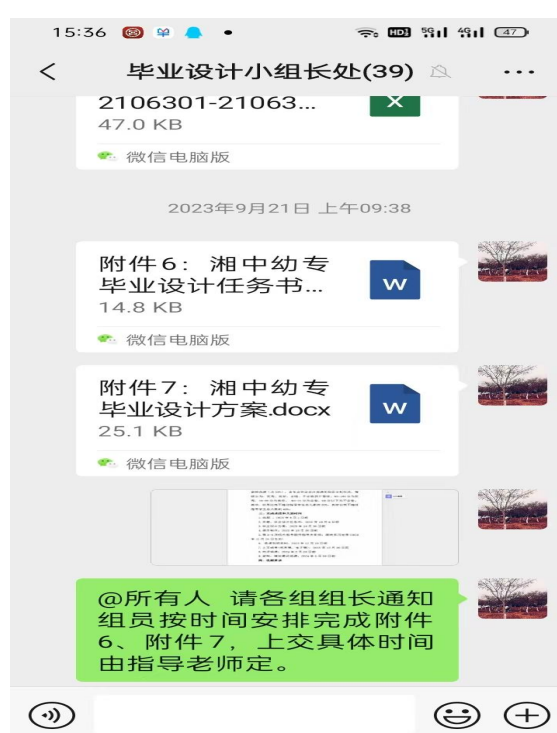 15:36
HD 5G 4G 47
毕业设计小组长处(39)
2106301-21063...
47.0 KB
微信电脑版
2023年9月21日 上午09:38
附件6：湘中幼专
毕业设计任务书...
14.8 KB
微信电脑版
附件7：湘中幼专
毕业设计方案.docx
25.1 KB
微信电脑版
@所有人 请各组组长通知
组员按时间安排完成附件
6、附件7，上交具体时间
由指导老师定。